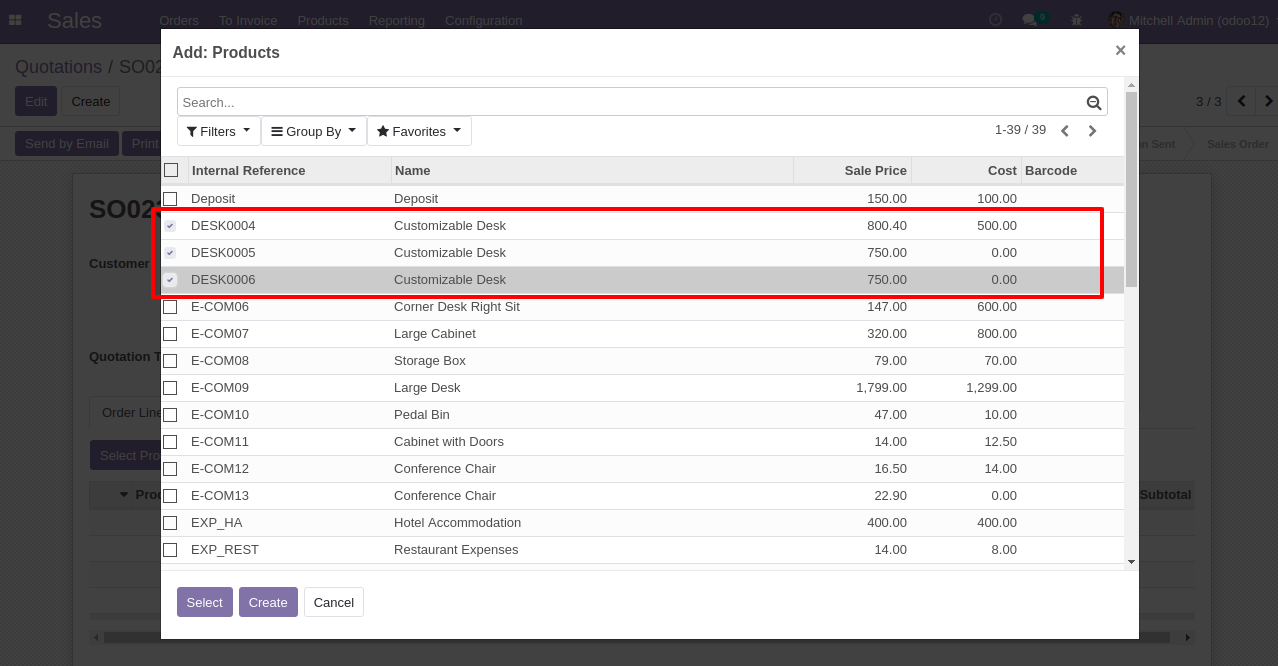 Sales Orders To Invoice Products Reporting Configuration 9 Mitchell Admin (odoo12)
Add: Products ×
Quotations / SO02
Edit Create
3 / 3
Search...
Filters Group By Favorites 1-39 / 39
Send by Email Print
Sent Sales Order
Internal Reference Name Sale Price Cost Barcode
Deposit Deposit 150.00 100.00
SO02
DESK0004 Customizable Desk 800.40 500.00
DESK0005 Customizable Desk 750.00 0.00
Customer
DESK0006 Customizable Desk 750.00 0.00
E-COM06 Corner Desk Right Sit 147.00 600.00
E-COM07 Large Cabinet 320.00 800.00
Quotation T
E-COM08 Storage Box 79.00 70.00
E-COM09 Large Desk 1,799.00 1,299.00
Order Line
E-COM10 Pedal Bin 47.00 10.00
E-COM11 Cabinet with Doors 14.00 12.50
Select Pro
E-COM12 Conference Chair 16.50 14.00
Prod Subtotal
E-COM13 Conference Chair 22.90 0.00
EXP_HA Hotel Accommodation 400.00 400.00
EXP_REST Restaurant Expenses 14.00 8.00
Select Create Cancel